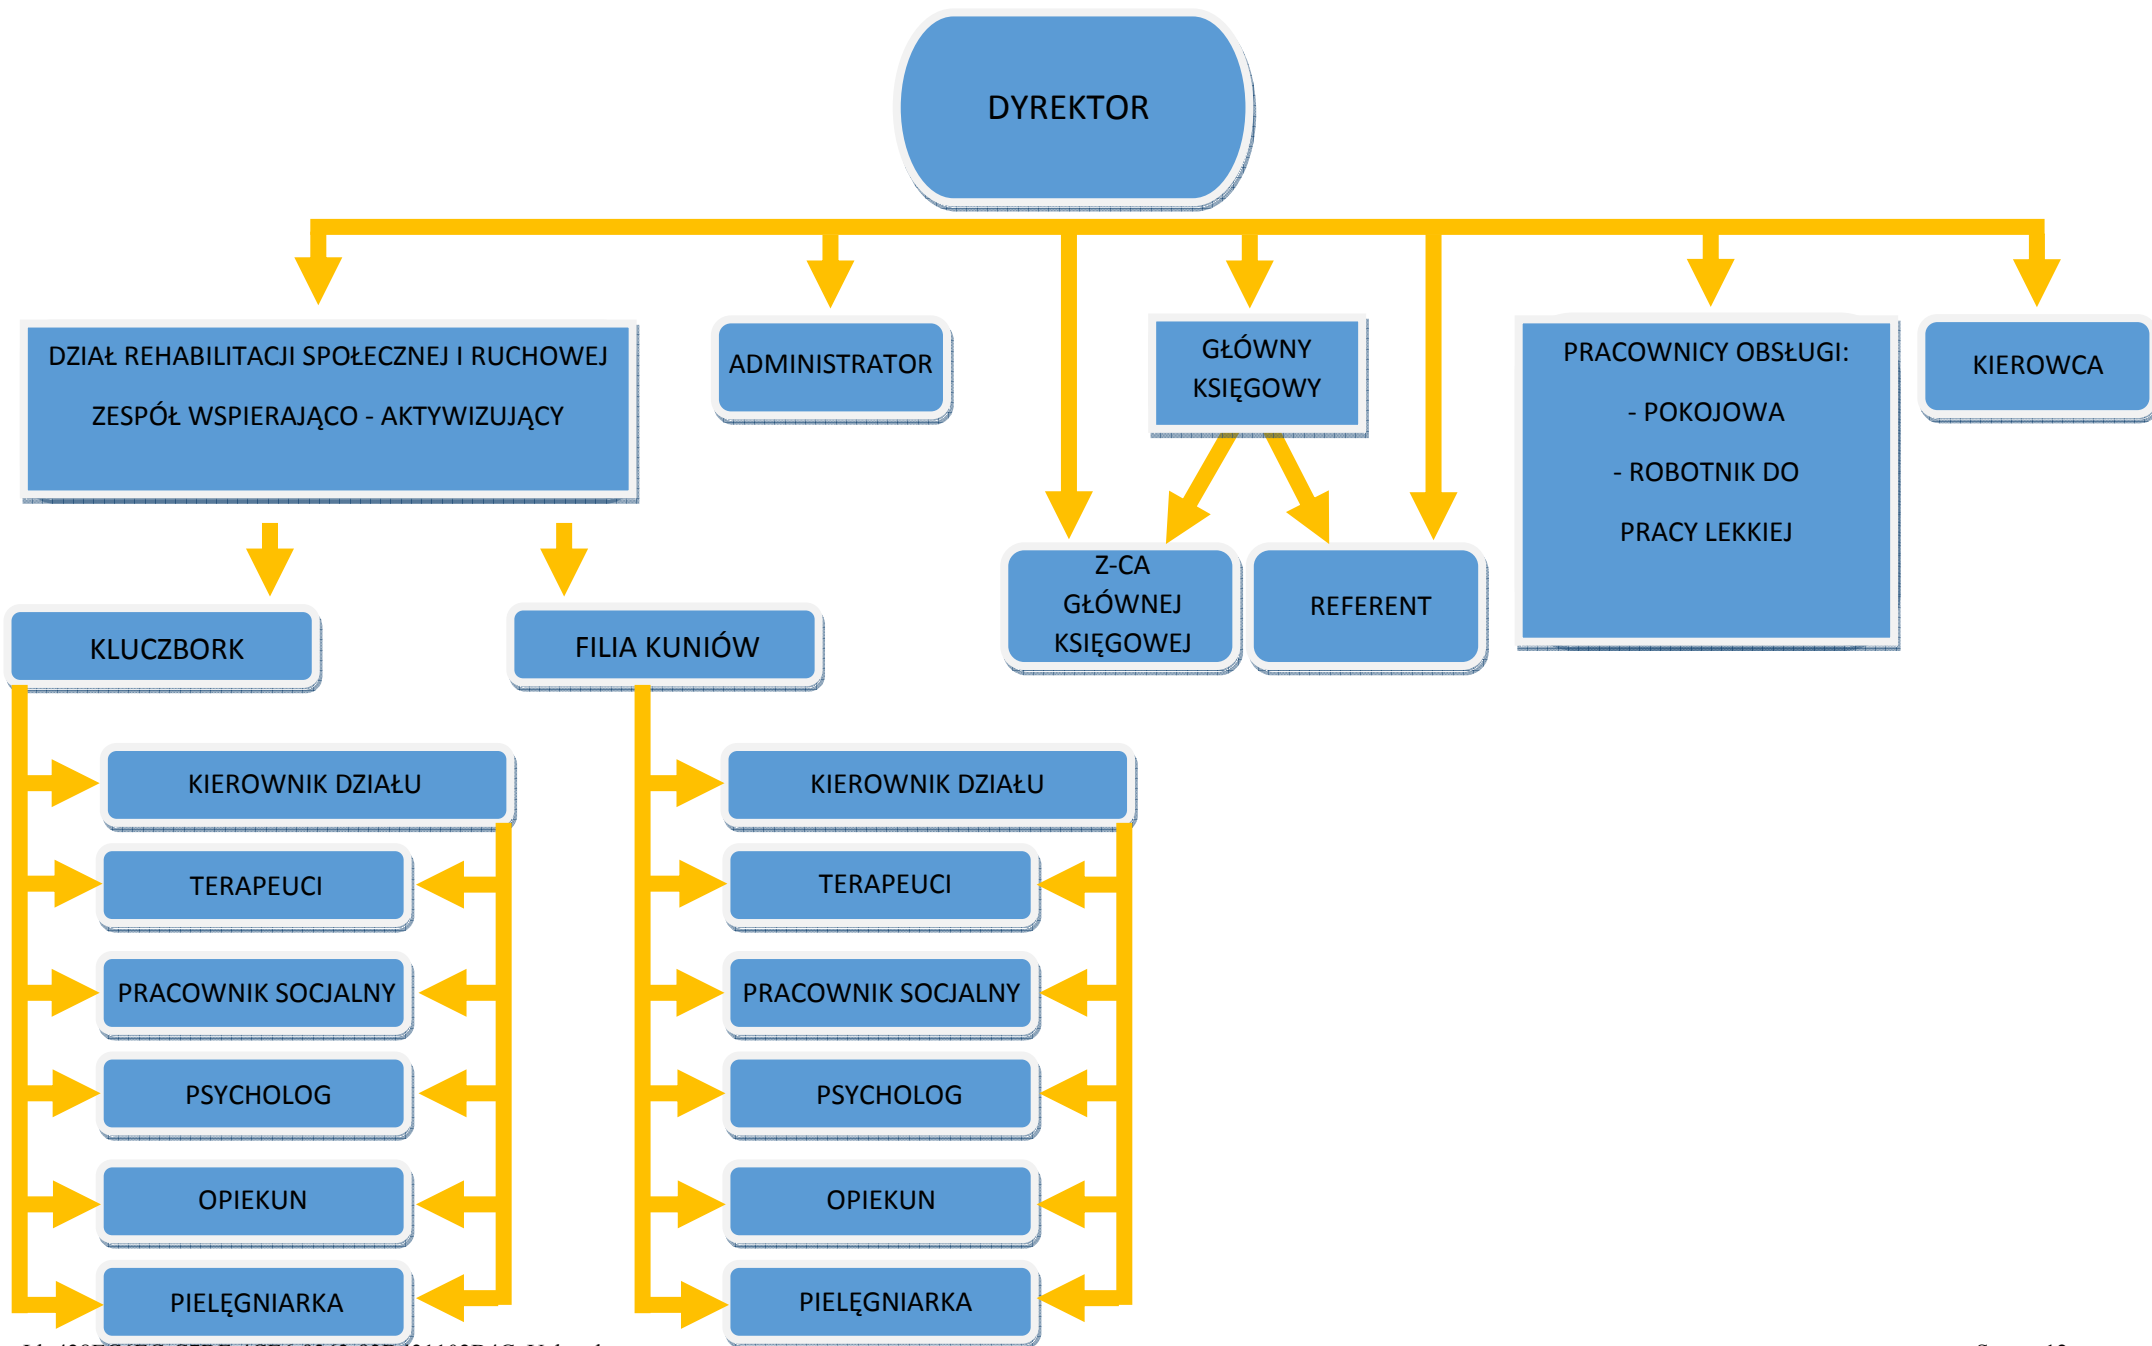 DYREKTOR
DZIAŁ REHABILITACJI SPOŁECZNEJ I RUCHOWEJ
ZESPÓŁ WSPIERAJĄCO - AKTYWIZUJĄCY
ADMINISTRATOR
GŁÓWNY
KSIĘGOWY
PRACOWNICY OBSŁUGI:
- POKOJOWA
- ROBOTNIK DO
PRACY LEKKIEJ
KIEROWCA
Z-CA
GŁÓWNEJ
KSIĘGOWEJ
REFERENT
KLUCZBORK
FILIA KUNIÓW
KIEROWNIK DZIAŁU
TERAPEUCI
PRACOWNIK SOCJALNY
PSYCHOLOG
OPIEKUN
PIELĘGNIARKA
KIEROWNIK DZIAŁU
TERAPEUCI
PRACOWNIK SOCJALNY
PSYCHOLOG
OPIEKUN
PIELĘGNIARKA